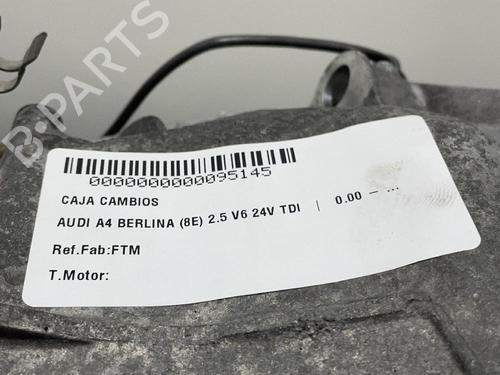 B-PARTS
0000000000095145
CAJA CAMBIOS
AUDI A4 BERLINA (8E) 2.5 V6 24V TDI | 0.00 - ...
Ref.Fab:FTM
T.Motor: